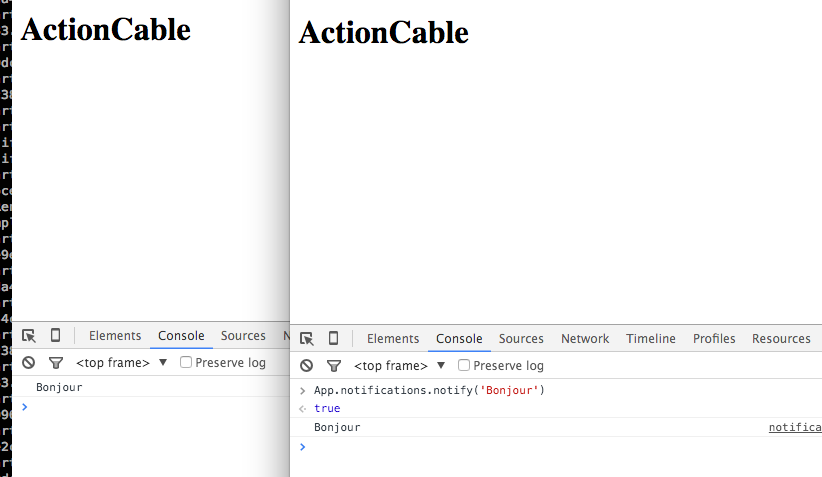 ActionCable
Elements Console Sources
<top frame> ▼ Preserve log
Bonjour
>
ActionCable
Elements Console Sources Network Timeline Profiles Resources
<top frame> ▼ Preserve log
> App.notifications.notify('Bonjour')
true
Bonjour notifica
>